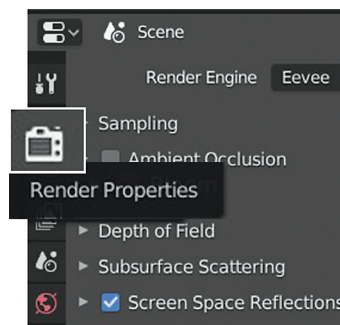 Scene
Render Engine Eevee
Sampling
Ambient Occlusion
Render Properties
Depth of Field
Subsurface Scattering
Screen Space Reflections